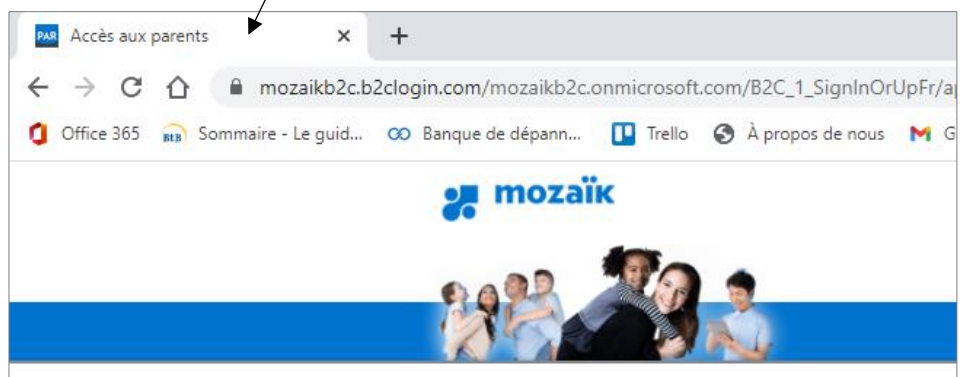 PAR Accès aux parents
mozaikb2c.b2clogin.com/mozaikb2c.onmicrosoft.com/B2C_1_SignInOrUpFr/a
Office 365 BtB Sommaire - Le guid... Banque de dépann... Trello À propos de nous G
mozaïk